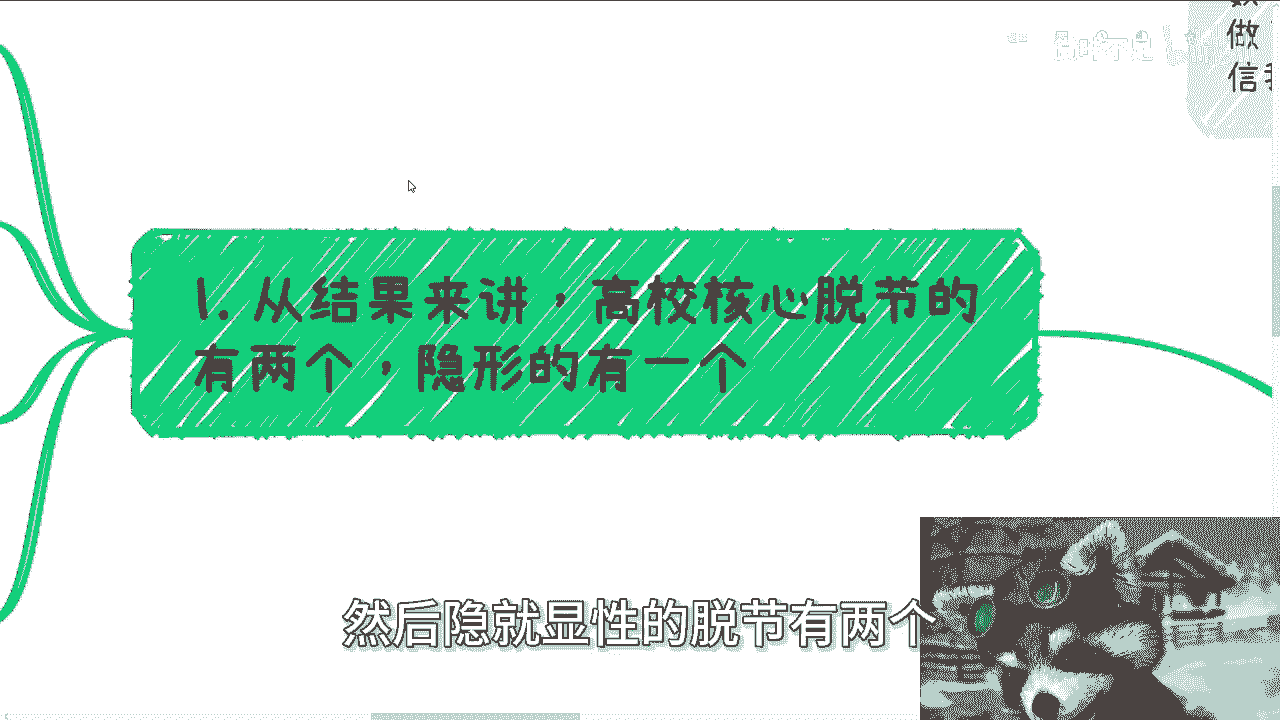 做
信
1. 从结果来讲，高校核心脱节的
有两个，隐形的有一个
然后隐就显性的脱节有两个